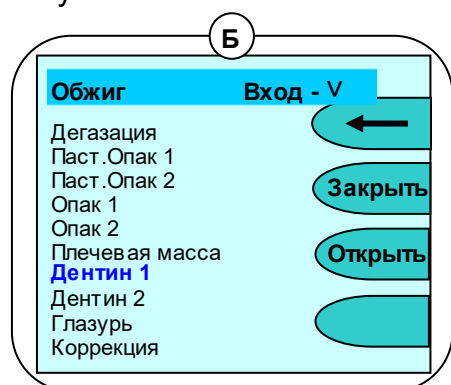 Б
Обжиг Вход - V
Дегазация
Паст.Опак 1
Паст.Опак 2
Закрыть
Опак 1
Опак 2
Плечевая масса
Открыть
Дентин 1
Дентин 2
Глазурь
Коррекция